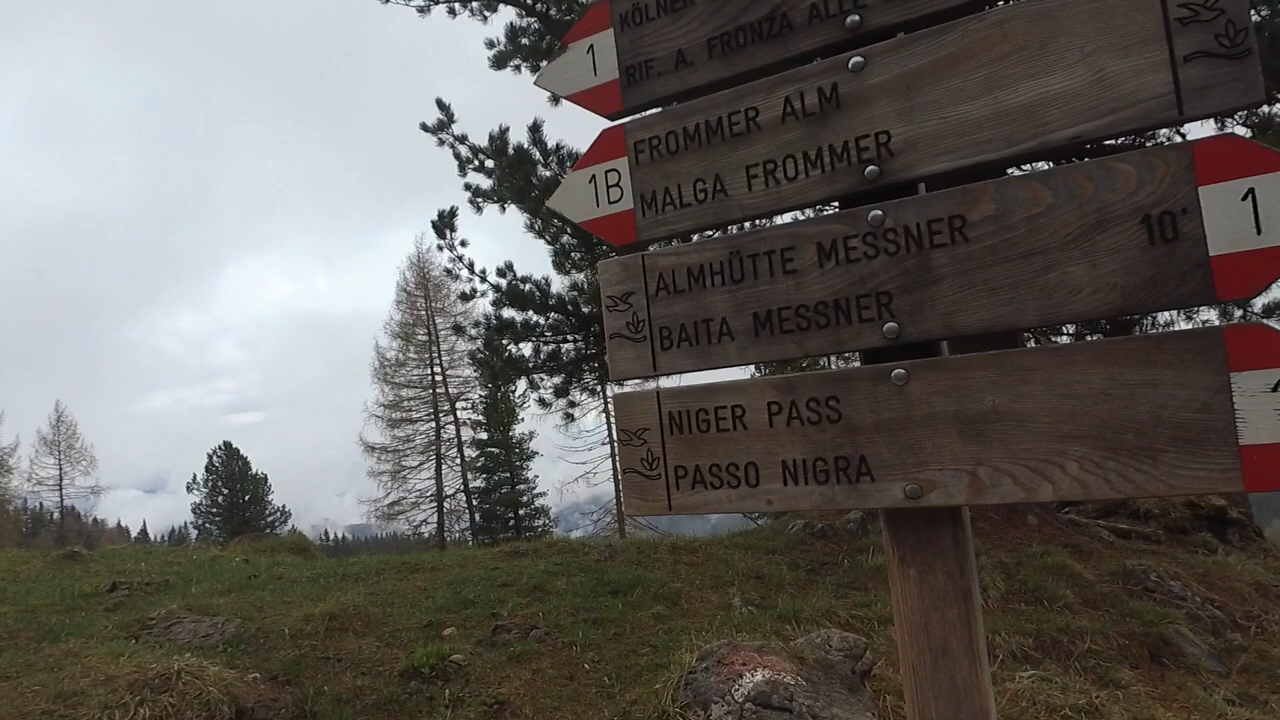 KÖLNER
1
RIF. A. FRONZA ALLE
FROMMER ALM
1B
MALGA FROMMER
ALMHÜTTE MESSNER 10'
1
BAITA MESSNER
NIGER PASS
PASSO NIGRA